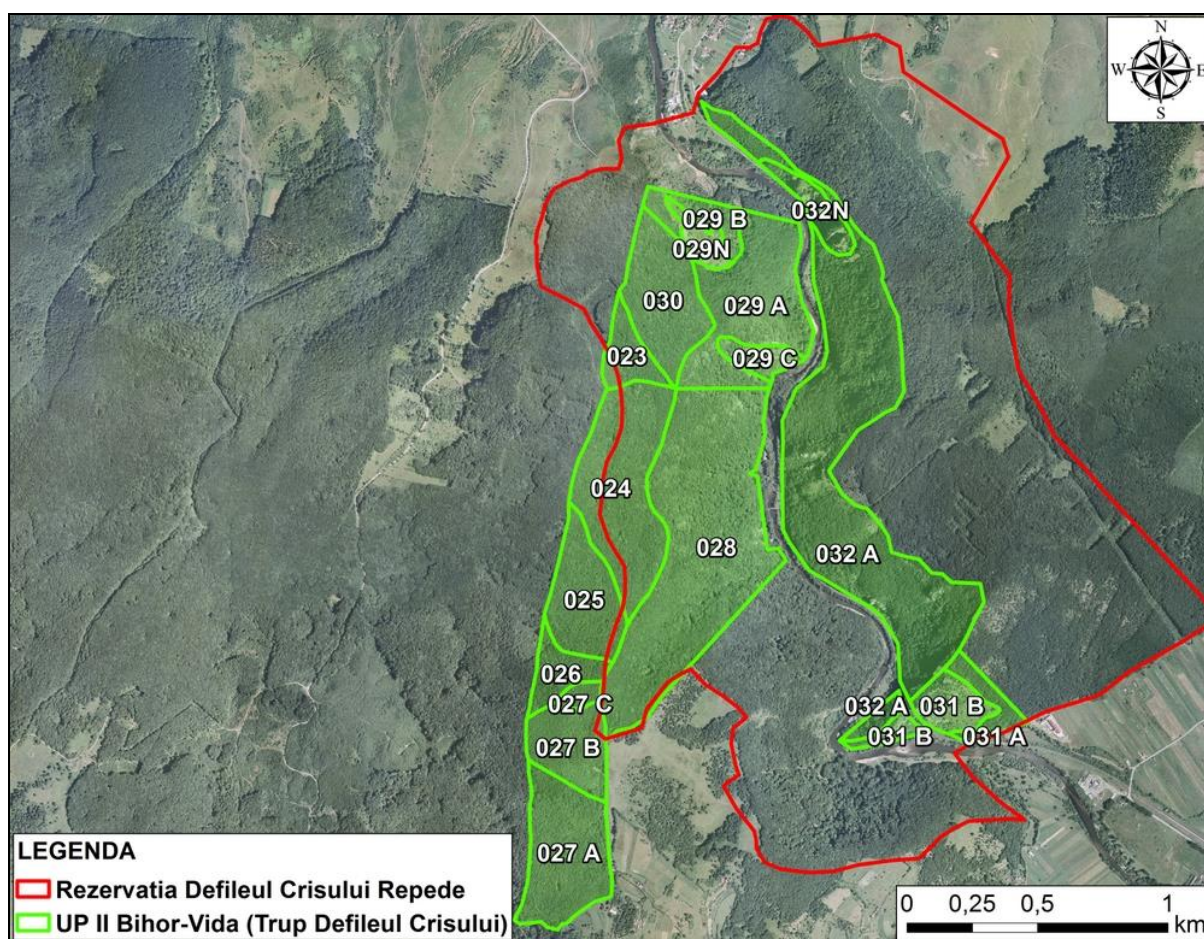 N
W E
S
032N
029 B
029N
030
029 A
023
029 C
024
028
032 A
025
026
027 C
032 A
031 B
027 B
031 B
031 A
027 A
LEGENDA
Rezervatia Defileul Crisului Repede
UP II Bihor-Vida (Trup Defileul Crisului)
0 0,25 0,5 1
km